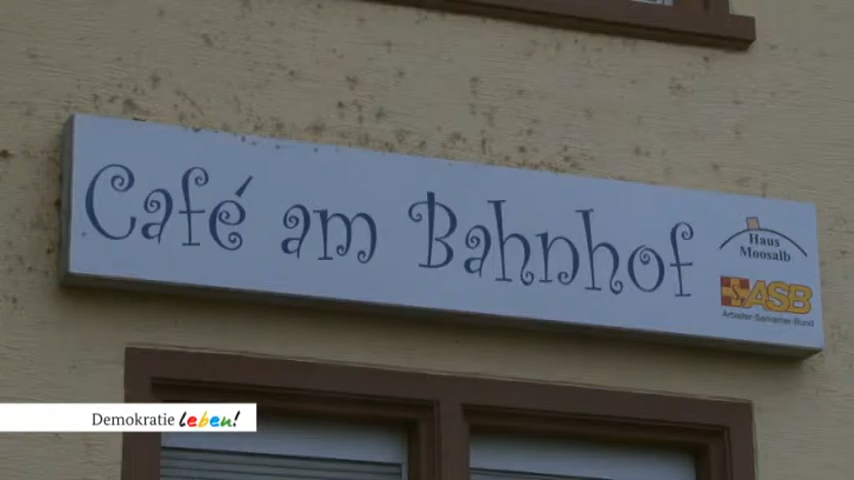 Café am Bahnhof
Haus
Moosalb
ASB
Arbeiter-Samariter-Bund
Demokratie leben!